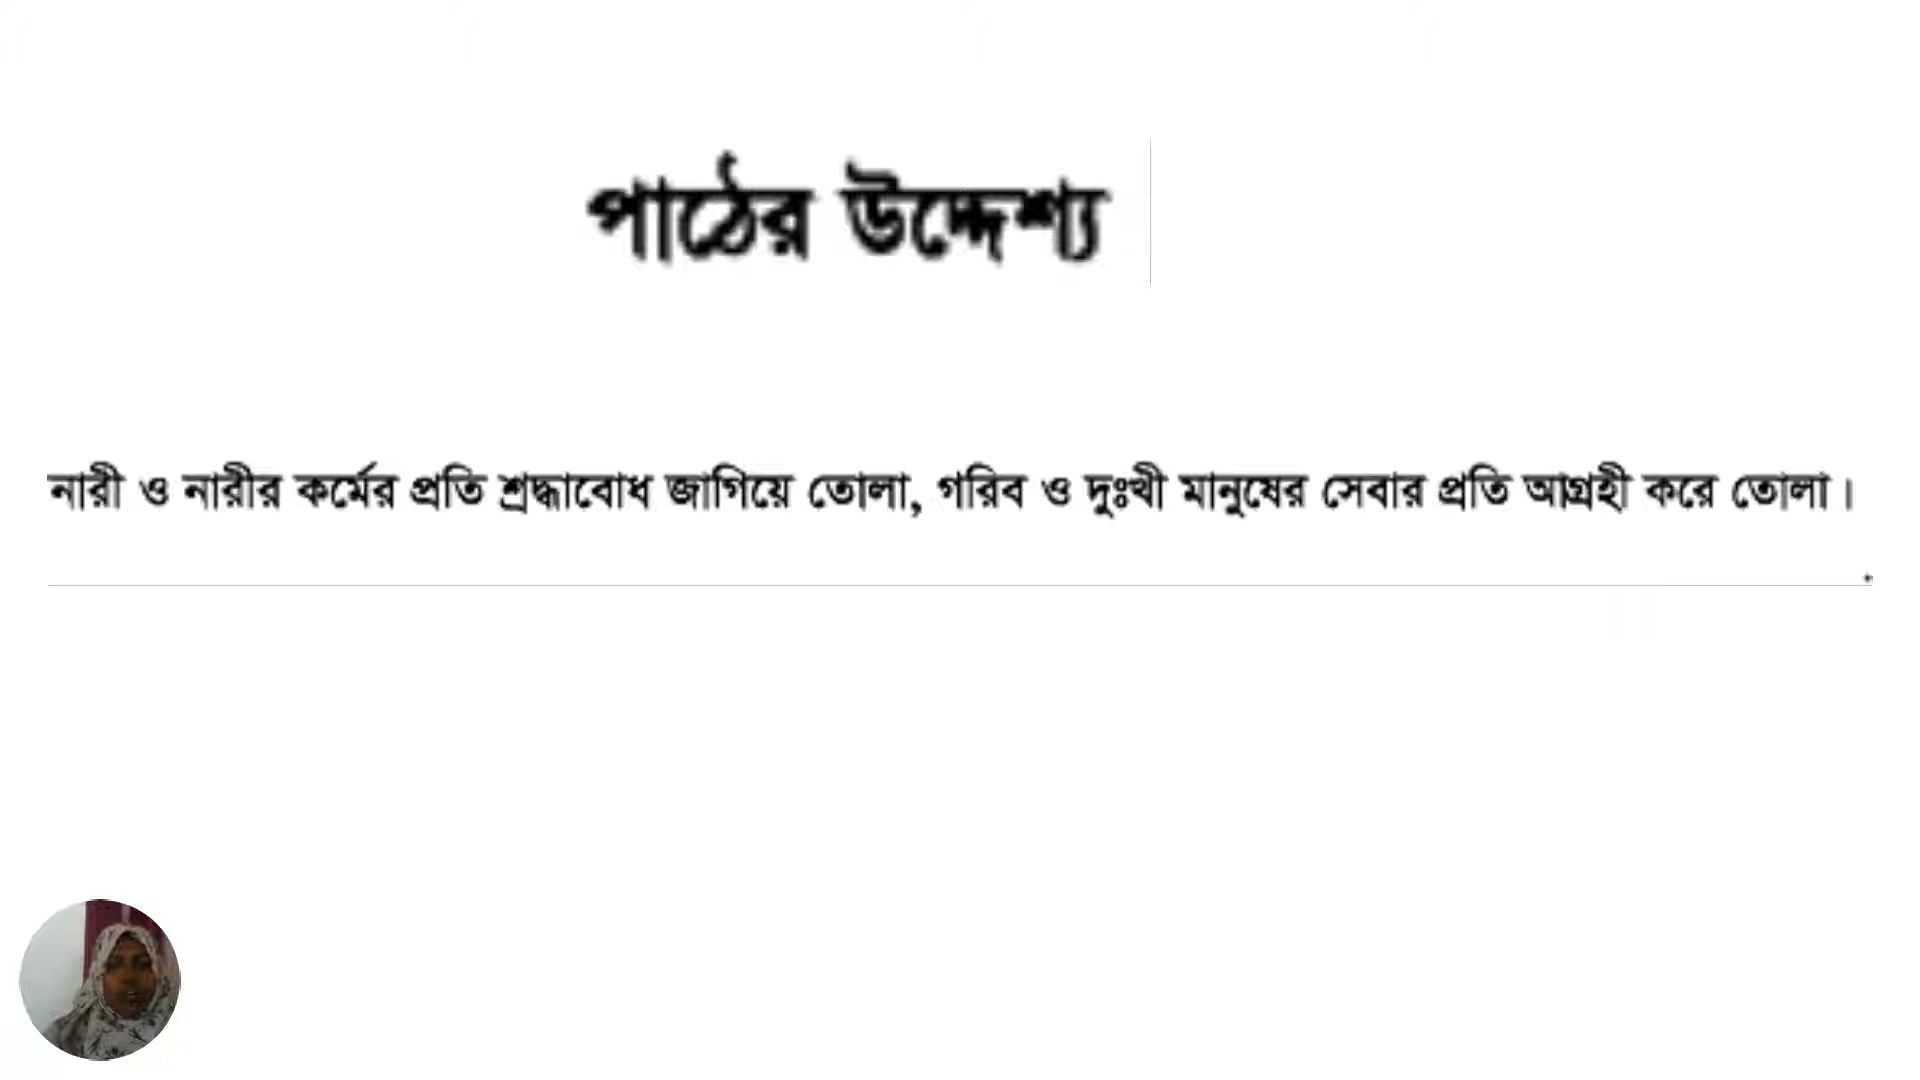 পাঠের উদ্দেশ্য
নারী ও নারীর কর্মের প্রতি শ্রদ্ধাবোধ জাগিয়ে তোলা, গরিব ও দুঃখী মানুষের সেবার প্রতি আগ্রহী করে তোলা।